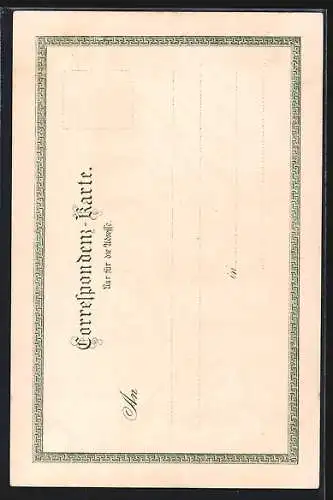 Correspondenz-Karte.
Nur für die Adresse.
An
in